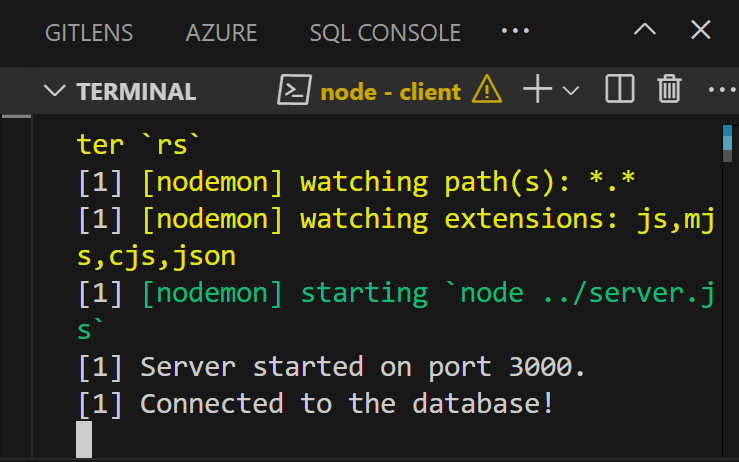 GITLENS AZURE SQL CONSOLE ...
TERMINAL node - client
ter `rs`
[1] [nodemon] watching path(s): *.*
[1] [nodemon] watching extensions: js,mj
s,cjs,json
[1] [nodemon] starting `node ../server.j
s`
[1] Server started on port 3000.
[1] Connected to the database!